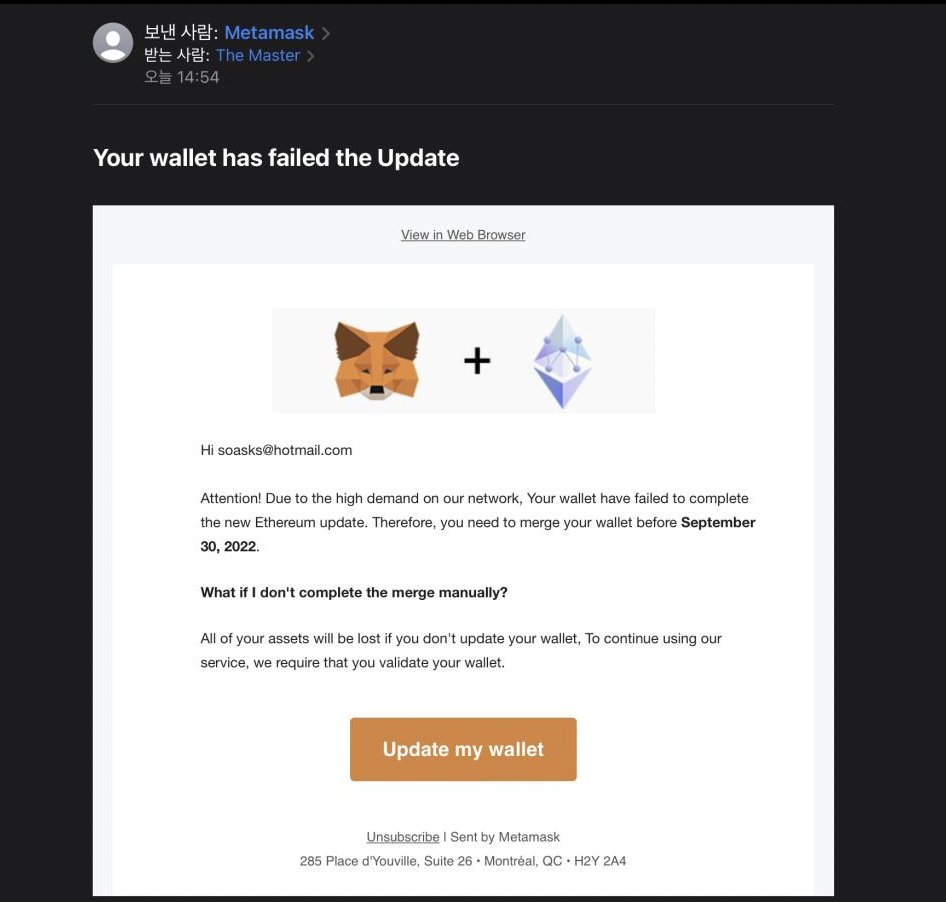 보낸 사람: Metamask
받는 사람: The Master
오늘 14:54
Your wallet has failed the Update
View in Web Browser
+
Hi soasks@hotmail.com
Attention! Due to the high demand on our network, Your wallet have failed to complete
the new Ethereum update. Therefore, you need to merge your wallet before September
30, 2022.
What if I don't complete the merge manually?
All of your assets will be lost if you don't update your wallet, To continue using our
service, we require that you validate your wallet.
Update my wallet
Unsubscribe | Sent by Metamask
285 Place d'Youville, Suite 26 • Montréal, QC • H2Y 2A4